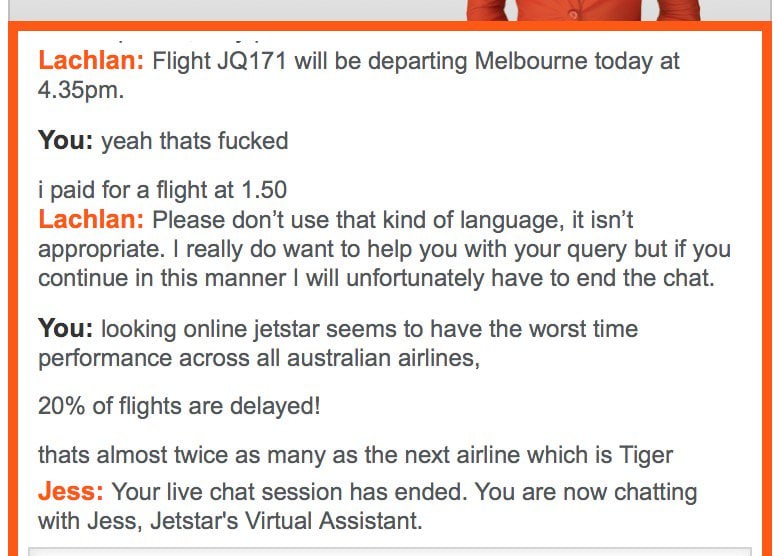 Lachlan: Flight JQ171 will be departing Melbourne today at
4.35pm.
You: yeah thats fucked
i paid for a flight at 1.50
Lachlan: Please don’t use that kind of language, it isn’t
appropriate. I really do want to help you with your query but if you
continue in this manner I will unfortunately have to end the chat.
You: looking online jetstar seems to have the worst time
performance across all australian airlines,
20% of flights are delayed!
thats almost twice as many as the next airline which is Tiger
Jess: Your live chat session has ended. You are now chatting
with Jess, Jetstar's Virtual Assistant.